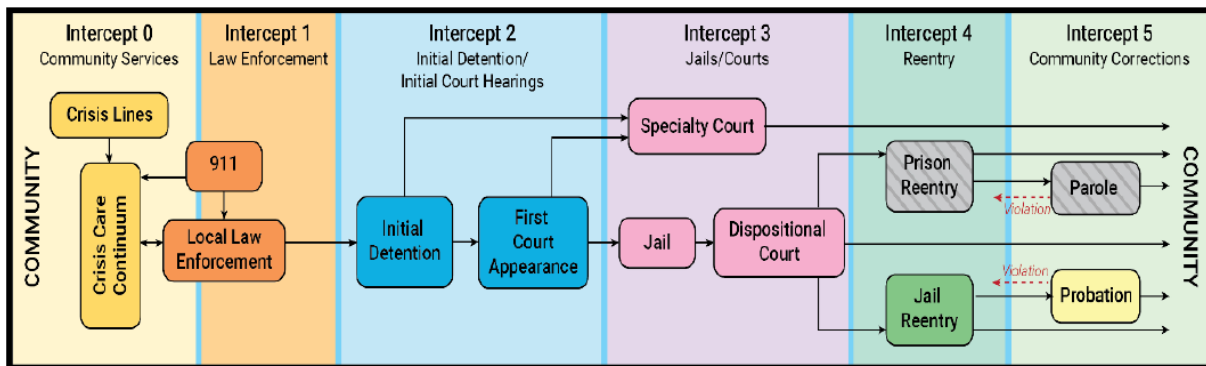 Intercept 0
Community Services
Intercept 1
Law Enforcement
Intercept 2
Initial Detention/
Initial Court Hearings
Intercept 3
Jails/Courts
Intercept 4
Reentry
Intercept 5
Community Corrections
COMMUNITY
Crisis Lines
Crisis Care
Continuum
911
Local Law
Enforcement
Initial
Detention
First
Court
Appearance
Specialty Court
Jail
Dispositional
Court
Prison
Reentry
Parole
Violation
Violation
Jail
Reentry
Probation
COMMUNITY